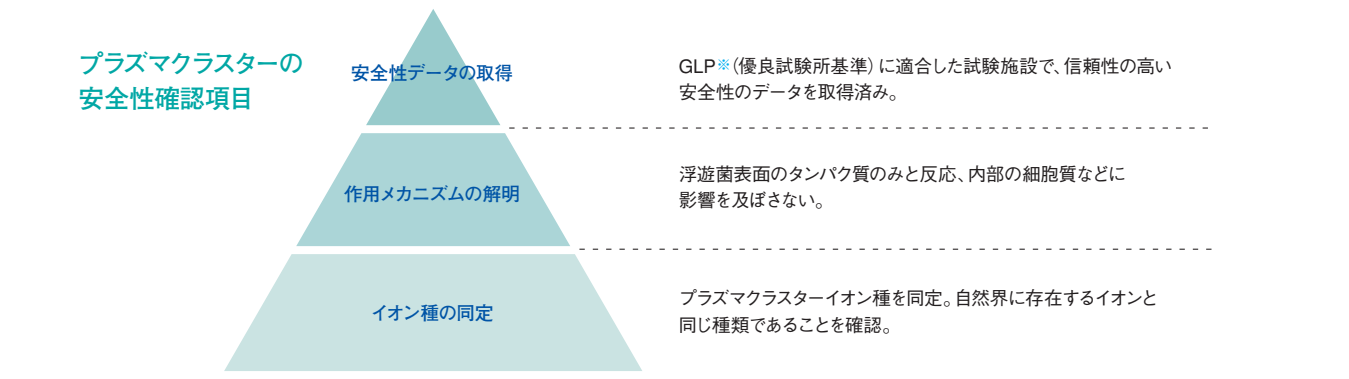 プラズマクラスターの
安全性確認項目
安全性データの取得
GLP※(優良試験所基準)に適合した試験施設で、信頼性の高い
安全性のデータを取得済み。
作用メカニズムの解明
浮遊菌表面のタンパク質のみと反応、内部の細胞質などに
影響を及ぼさない。
イオン種の同定
プラズマクラスターイオン種を同定。自然界に存在するイオンと
同じ種類であることを確認。